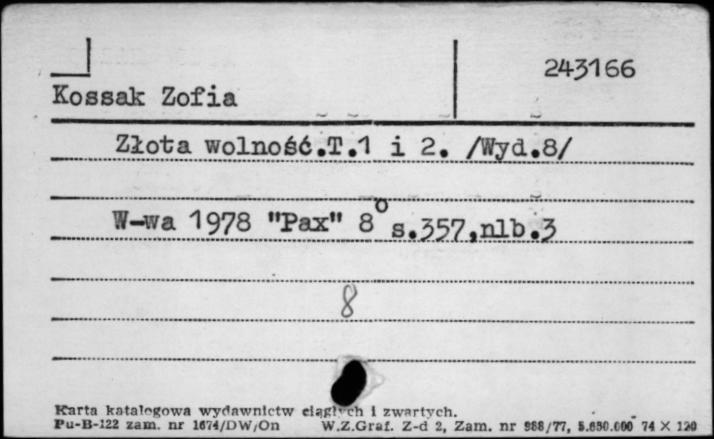 243166
Kossak Zofia
Złota wolność.T.1 i 2. /Wyd.8/
W-wa 1978 "Pax" 8° s.357,nlb.3
8
Karta katalogowa wydawnictw ciągłych i zwartych.
Pu-B-122 zam. nr 1674/DW/On W.Z.Graf. Z-d 2, Zam. nr 988/77, 5.650.000 74 X 120